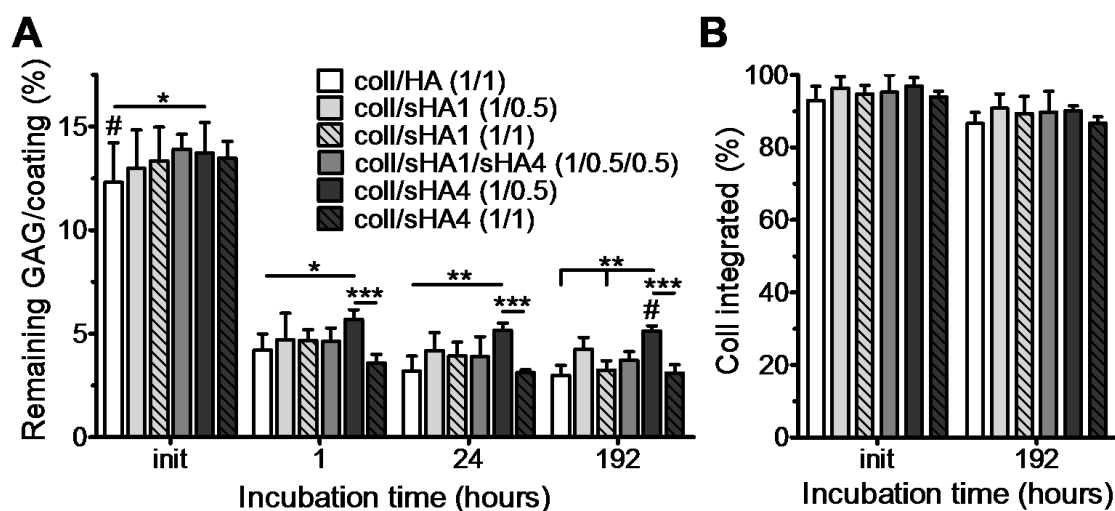 A
Remaining GAG/coating (%)
15
10
5
0
*
#
coll/HA (1/1)
coll/sHA1 (1/0.5)
coll/sHA1 (1/1)
coll/sHA1/sHA4 (1/0.5/0.5)
coll/sHA4 (1/0.5)
coll/sHA4 (1/1)
*
***
**
***
**
***
#
init 1 24 192
Incubation time (hours)
B
Coll integrated (%)
100
80
60
40
20
0
init 192
Incubation time (hours)